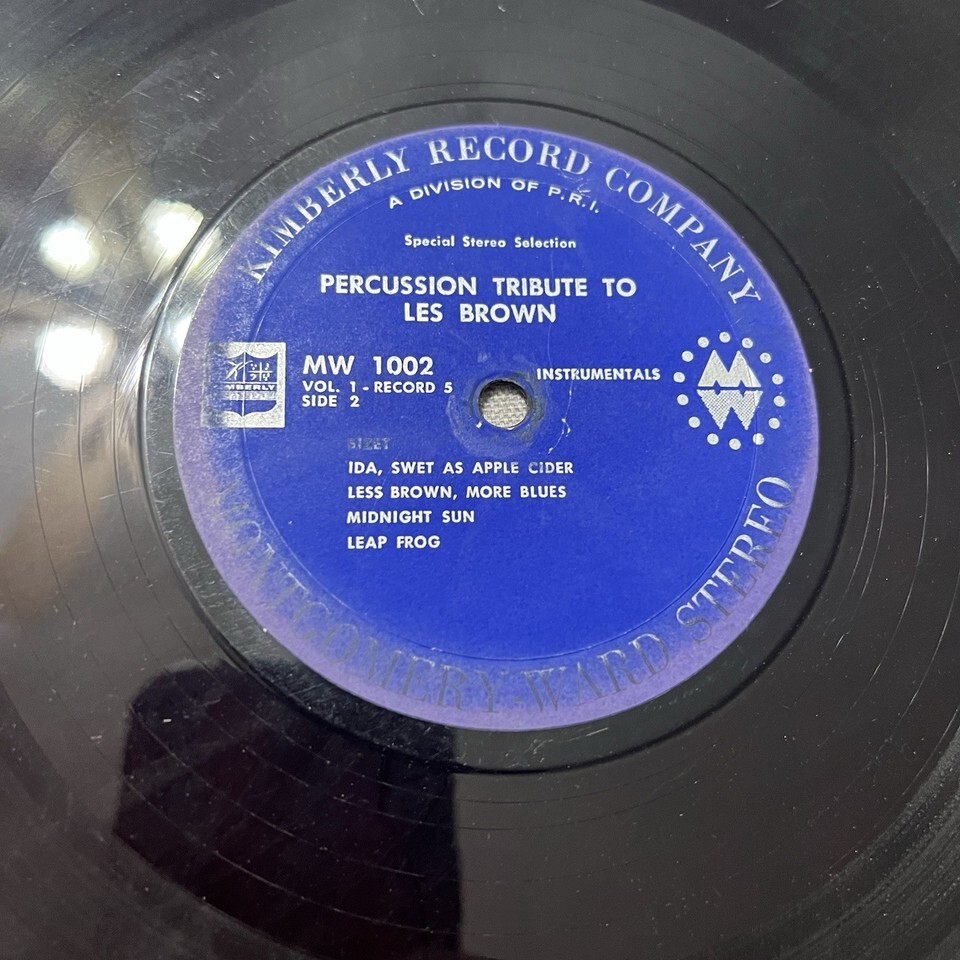 KIMBERLY RECORD COMPANY
A DIVISION OF P.R.I.
Special Stereo Selection
PERCUSSION TRIBUTE TO
LES BROWN
MW 1002
VOL. 1 - RECORD 5
SIDE 2
INSTRUMENTALS
MW
MBERLY
BIZET
IDA, SWET AS APPLE CIDER
LESS BROWN, MORE BLUES
MIDNIGHT SUN
LEAP FROG
MONTGOMERY-WARD STEREO